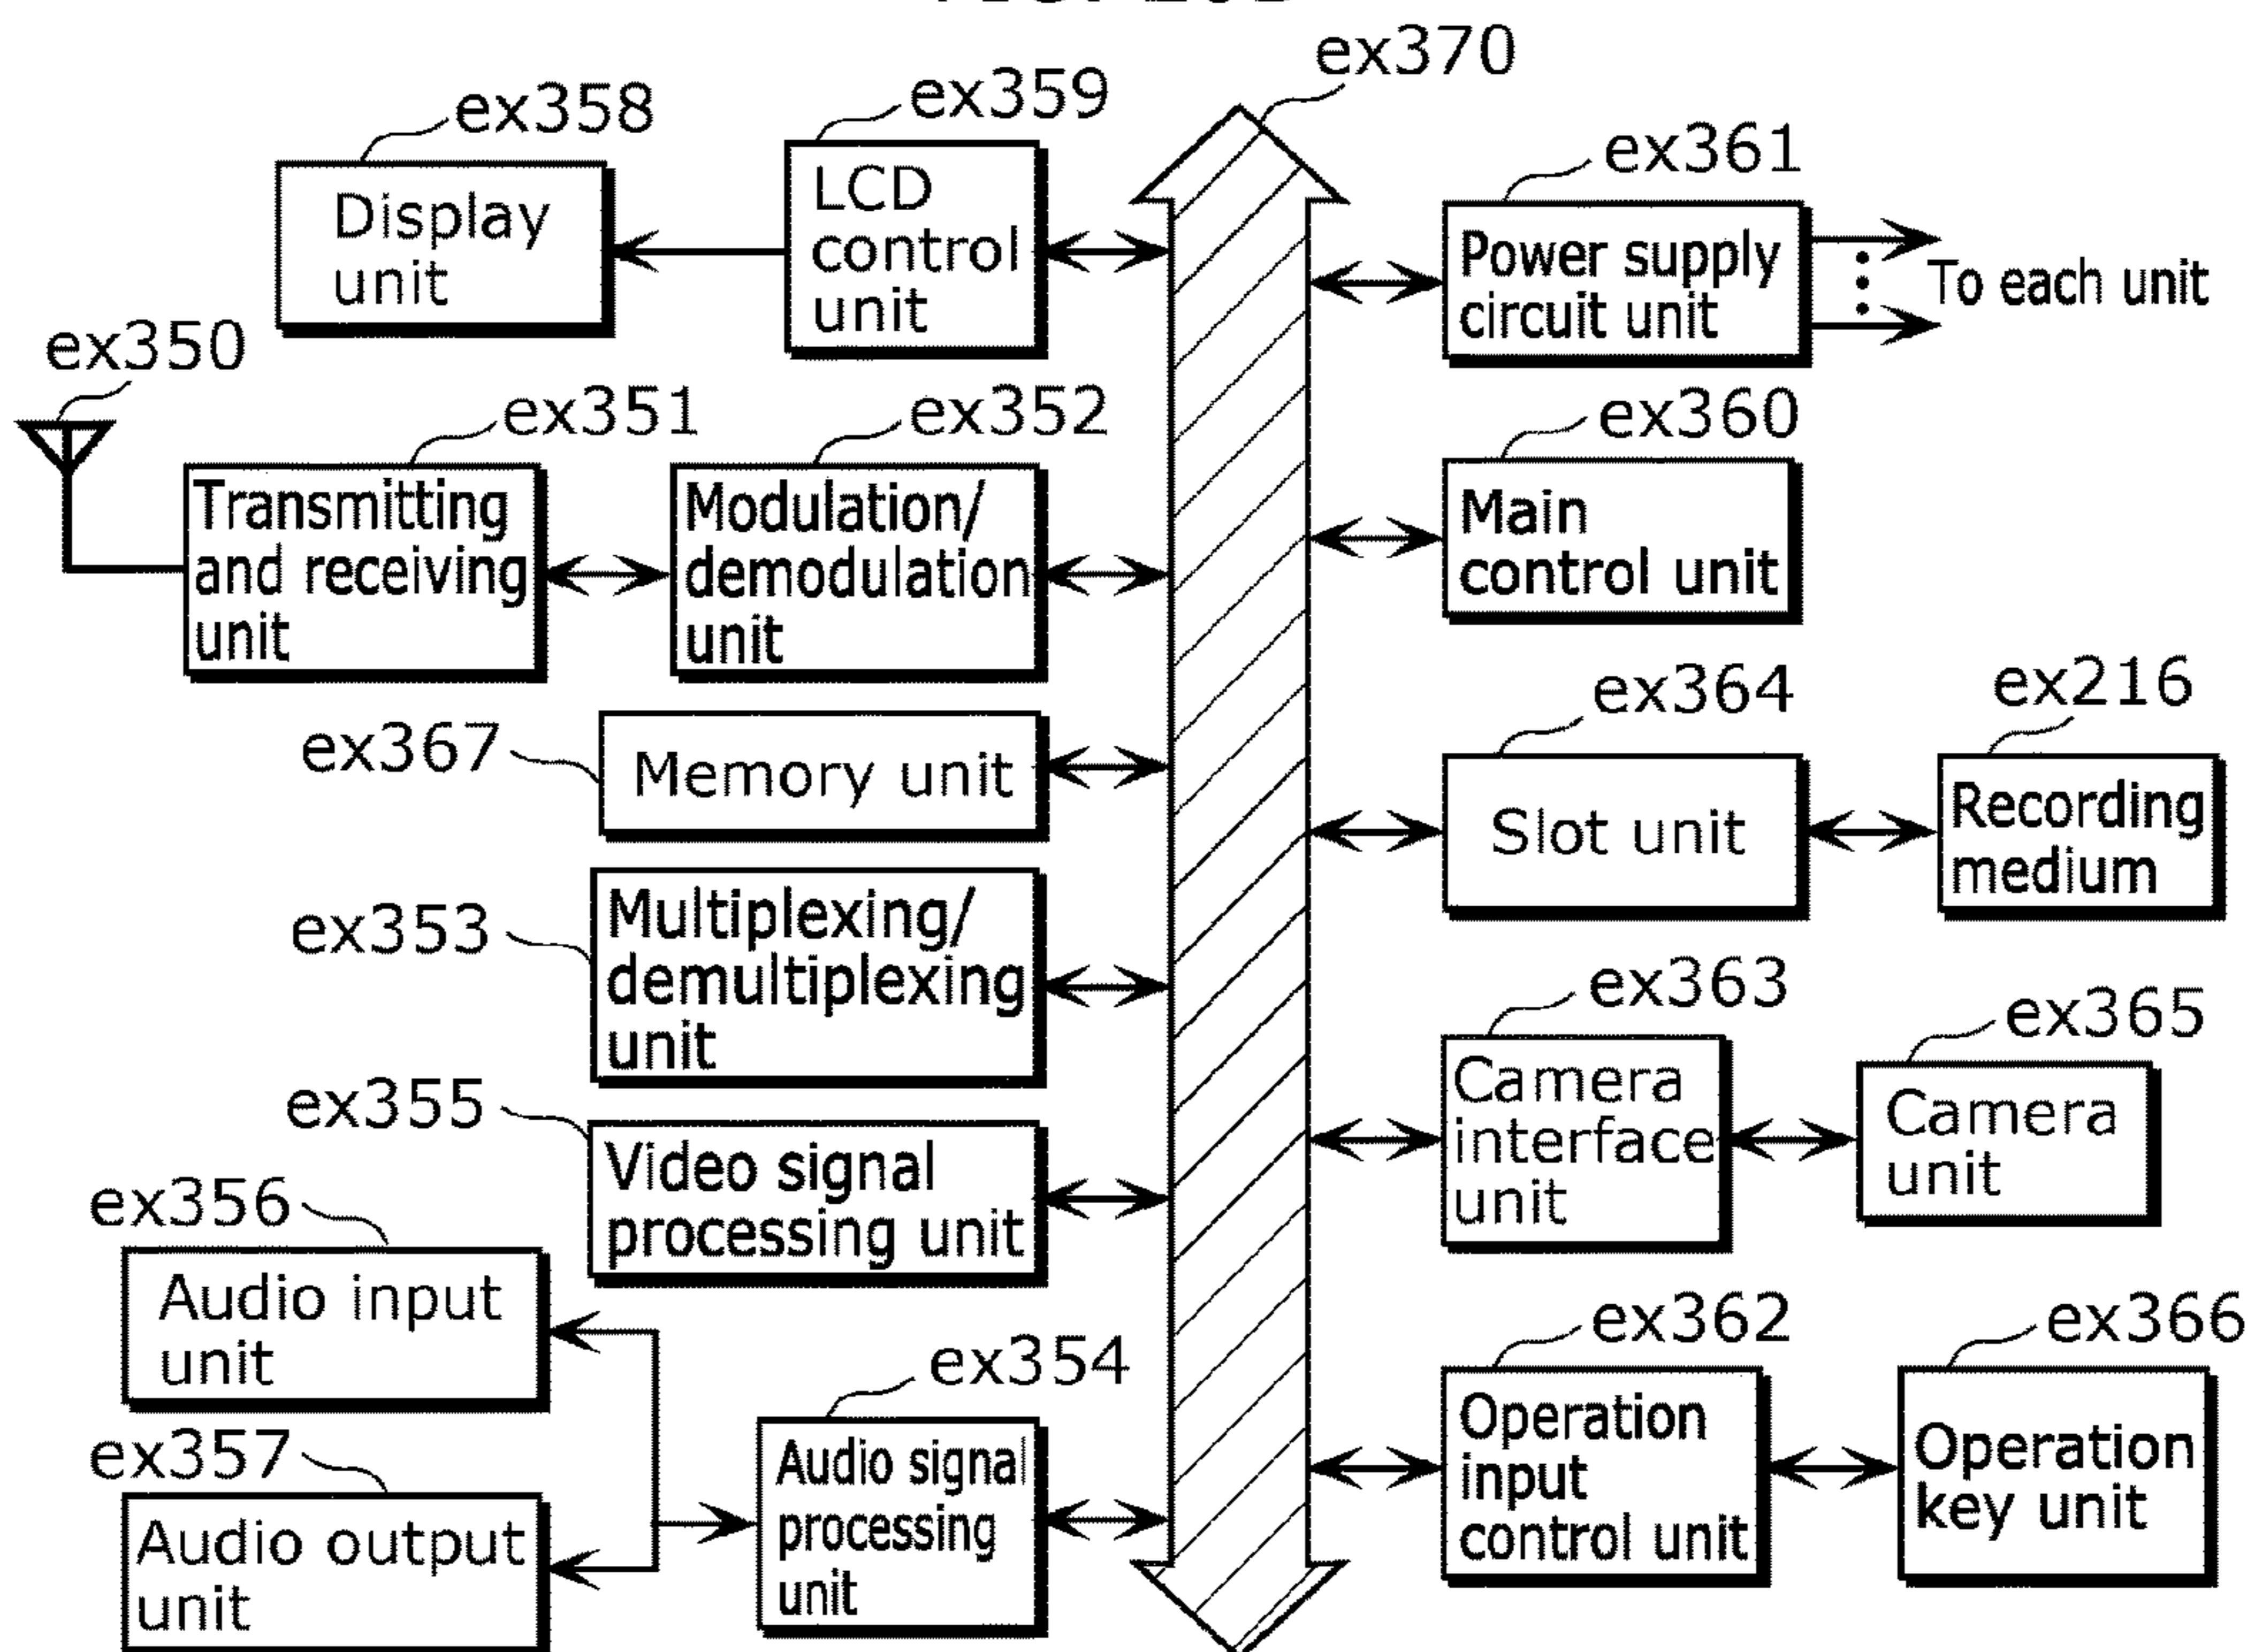 ex370
ex358
ex359
ex361
Display
unit
LCD
control
unit
Power supply
circuit unit
To each unit
ex350
ex351
ex352
ex360
Transmitting
and receiving
unit
Modulation/
demodulation
unit
Main
control unit
ex367
Memory unit
ex364
ex216
Slot unit
Recording
medium
ex353
Multiplexing/
demultiplexing
unit
ex363
ex365
Camera
interface
unit
Camera
unit
ex355
Video signal
processing unit
ex356
Audio input
unit
ex354
ex362
ex366
ex357
Audio output
unit
Audio signal
processing
unit
Operation
input
control unit
Operation
key unit